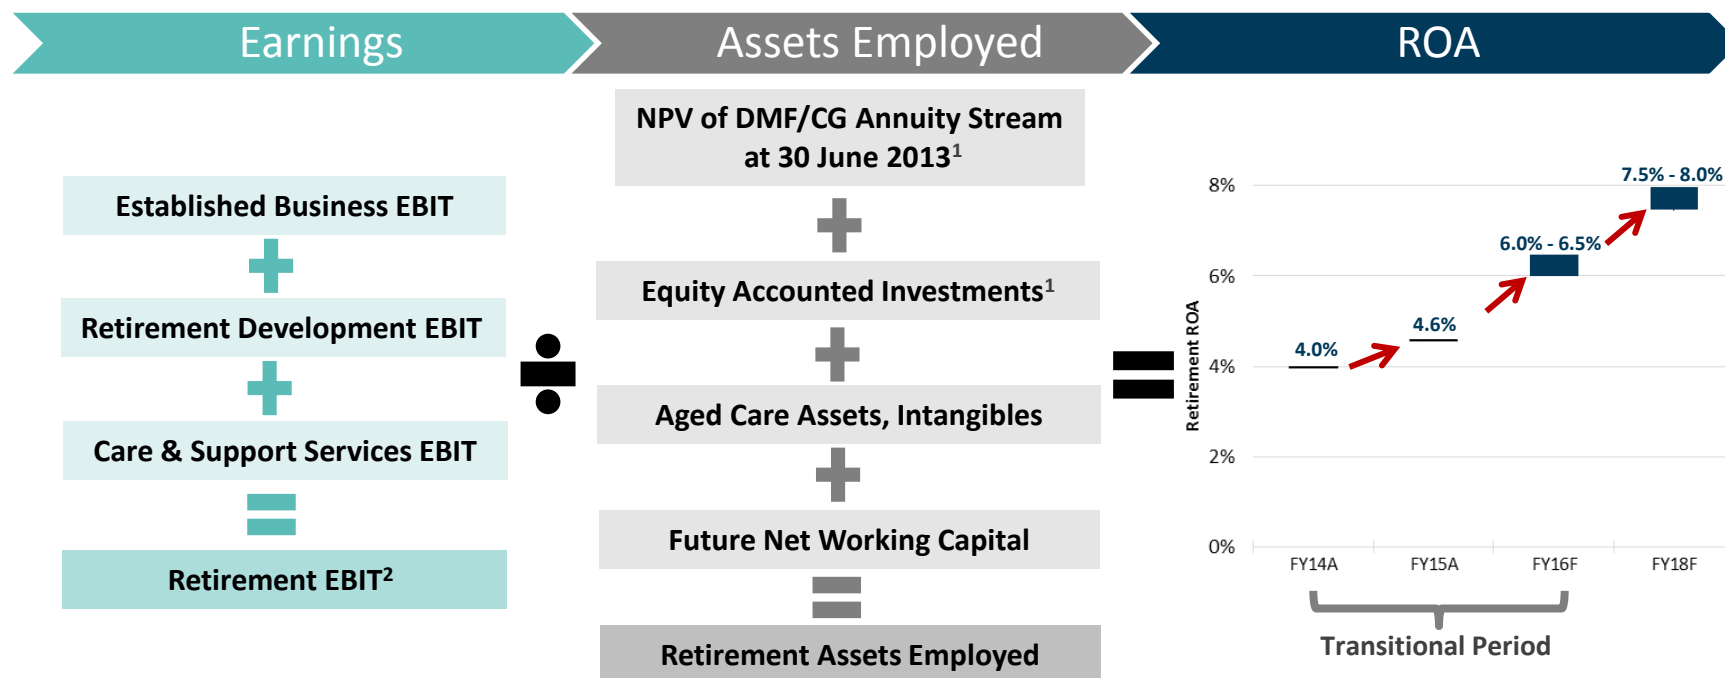 Earnings
Assets Employed
ROA
Established Business EBIT
Retirement Development EBIT
Care & Support Services EBIT
Retirement EBIT²
NPV of DMF/CG Annuity Stream
at 30 June 2013¹
Equity Accounted Investments¹
Aged Care Assets, Intangibles
Future Net Working Capital
Retirement Assets Employed
Retirement ROA
8%
6%
4%
2%
0%
4.0%
4.6%
6.0% - 6.5%
7.5% - 8.0%
FY14A
FY15A
FY16F
FY18F
Transitional Period